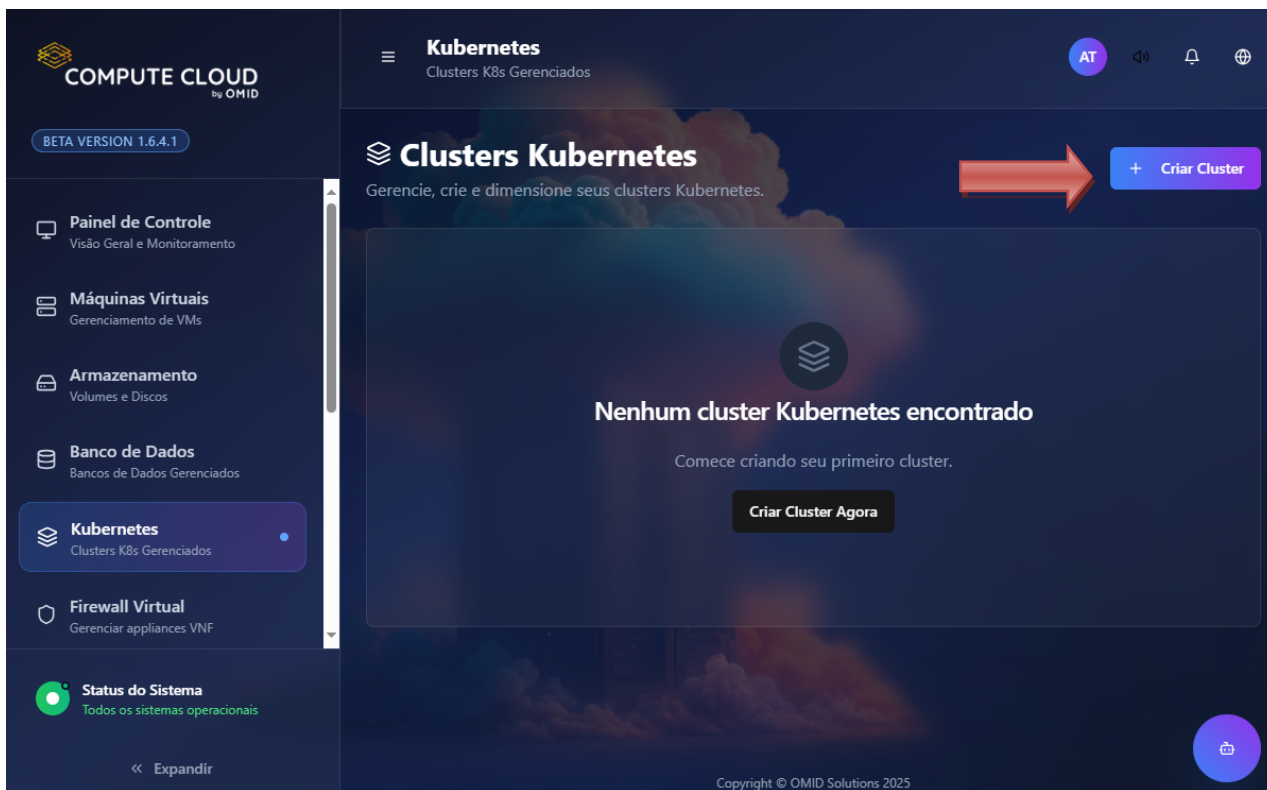 COMPUTE CLOUD
by OMID
BETA VERSION 1.6.4.1
Painel de Controle
Visão Geral e Monitoramento
Máquinas Virtuais
Gerenciamento de VMs
Armazenamento
Volumes e Discos
Banco de Dados
Bancos de Dados Gerenciados
Kubernetes
Clusters K8s Gerenciados
Firewall Virtual
Gerenciar appliances VNF
Status do Sistema
Todos os sistemas operacionais
« Expandir
Kubernetes
Clusters K8s Gerenciados
AT
Clusters Kubernetes
Gerencie, crie e dimensione seus clusters Kubernetes.
+ Criar Cluster
Nenhum cluster Kubernetes encontrado
Comece criando seu primeiro cluster.
Criar Cluster Agora
Copyright © OMID Solutions 2025